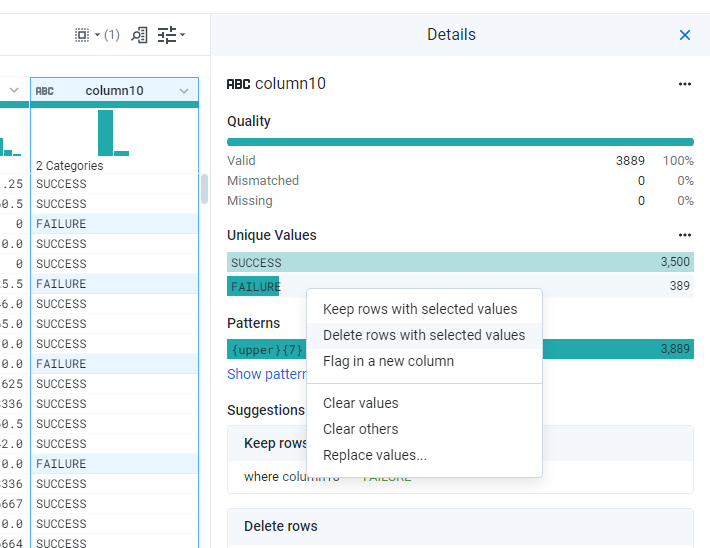 (1)
Details
ABC column10
ABC column10
2 Categories
.25 SUCCESS
0.5 SUCCESS
0 FAILURE
0.0 SUCCESS
0 SUCCESS
5.5 FAILURE
6.0 SUCCESS
5.0 SUCCESS
0.0 SUCCESS
0.0 FAILURE
625 SUCCESS
336 SUCCESS
0.5 SUCCESS
2.0 SUCCESS
0.0 FAILURE
336 SUCCESS
667 SUCCESS
0.0 SUCCESS
664 SUCCESS
Quality
Valid 3889 100%
Mismatched 0 0%
Missing 0 0%
Unique Values
SUCCESS 3,500
FAILURE 389
Patterns
{upper}{7} 3,889
Show patter
Suggestions
Keep rows
where column10 FAILURE
Delete rows
Keep rows with selected values
Delete rows with selected values
Flag in a new column
Clear values
Clear others
Replace values...